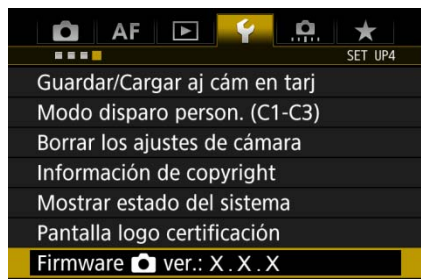 AF
SET UP4
Guardar/Cargar aj cám en tarj
Modo disparo person. (C1-C3)
Borrar los ajustes de cámara
Información de copyright
Mostrar estado del sistema
Pantalla logo certificación
Firmware ver.: X.X.X